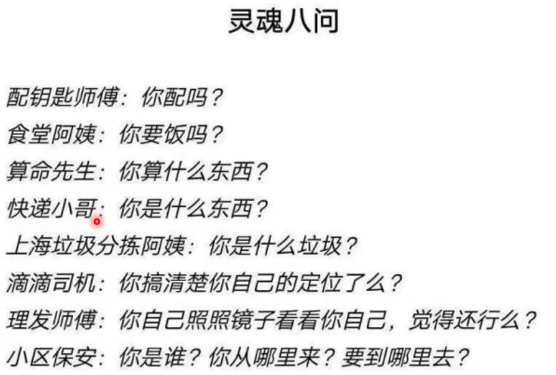 灵魂八问
配钥匙师傅：你配吗？
食堂阿姨：你要饭吗？
算命先生：你算什么东西？
快递小哥：你是什么东西？
上海垃圾分拣阿姨：你是什么垃圾？
滴滴司机：你搞清楚你自己的定位了么？
理发师傅：你自己照照镜子看看你自己，觉得还行么？
小区保安：你是谁？你从哪里来？要到哪里去？